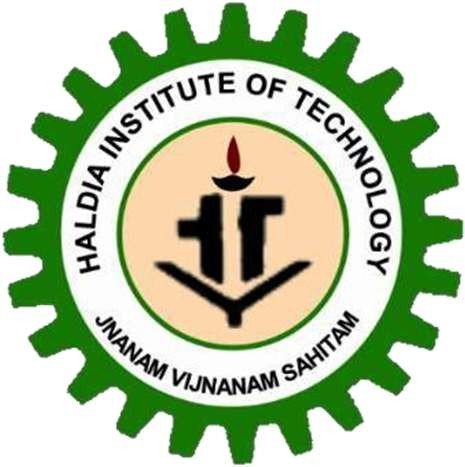 HALDIA INSTITUTE OF TECHNOLOGY
JNANAM VIJNANAM SAHITAM